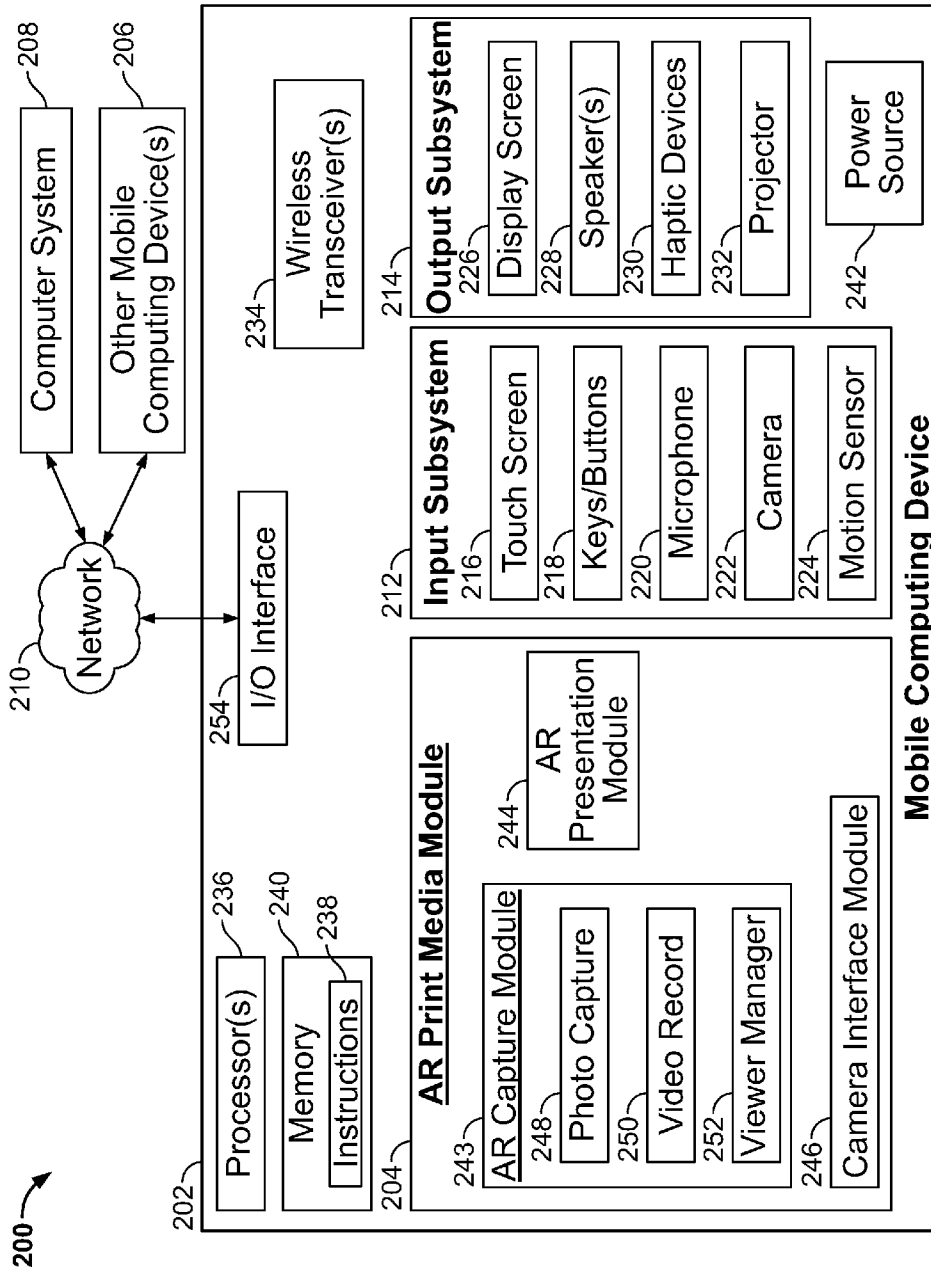 200
208
Computer System
206
Other Mobile
Computing Device(s)
210
Network
202
236
Processor(s)
240
Memory
238
Instructions
254
I/O Interface
234
Wireless
Transceiver(s)
204
AR Print Media Module
243
AR Capture Module
248
Photo Capture
250
Video Record
252
Viewer Manager
244
AR
Presentation
Module
246
Camera Interface Module
212
Input Subsystem
216
Touch Screen
218
Keys/Buttons
220
Microphone
222
Camera
224
Motion Sensor
214
Output Subsystem
226
Display Screen
228
Speaker(s)
230
Haptic Devices
232
Projector
242
Power
Source
Mobile Computing Device